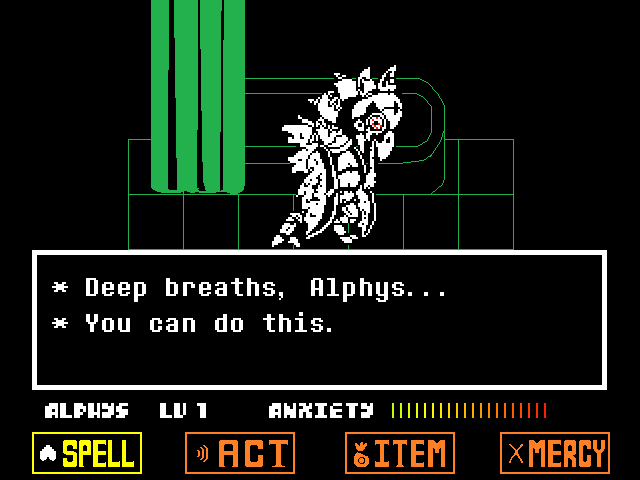 * Deep breaths, Alphys...
* You can do this.
ALPHYS LV 1 ANXIETY
SPELL ACT ITEM MERCY